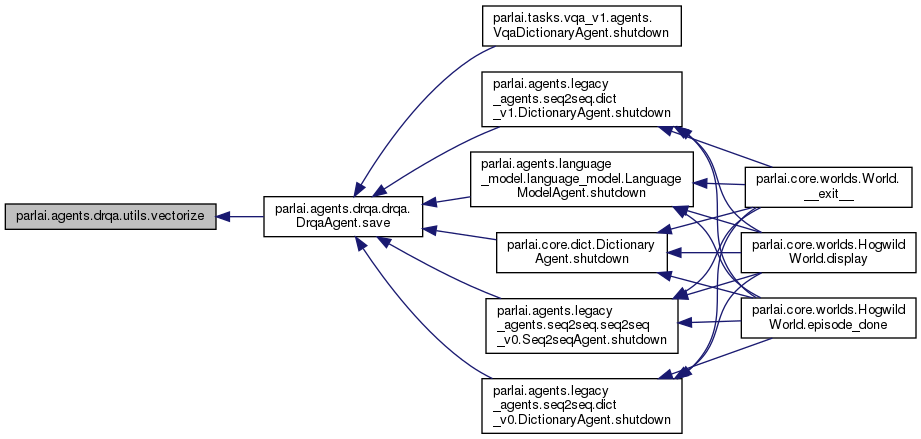 parlai.agents.drqa.utils.vectorize
parlai.agents.drqa.drqa.
DrqaAgent.save
parlai.tasks.vqa_v1.agents.
VqaDictionaryAgent.shutdown
parlai.agents.legacy
_agents.seq2seq.dict
_v1.DictionaryAgent.shutdown
parlai.agents.language
_model.language_model.Language
ModelAgent.shutdown
parlai.core.dict.Dictionary
Agent.shutdown
parlai.agents.legacy
_agents.seq2seq.seq2seq
_v0.Seq2seqAgent.shutdown
parlai.agents.legacy
_agents.seq2seq.dict
_v0.DictionaryAgent.shutdown
parlai.core.worlds.World.
__exit__
parlai.core.worlds.Hogwild
World.display
parlai.core.worlds.Hogwild
World.episode_done